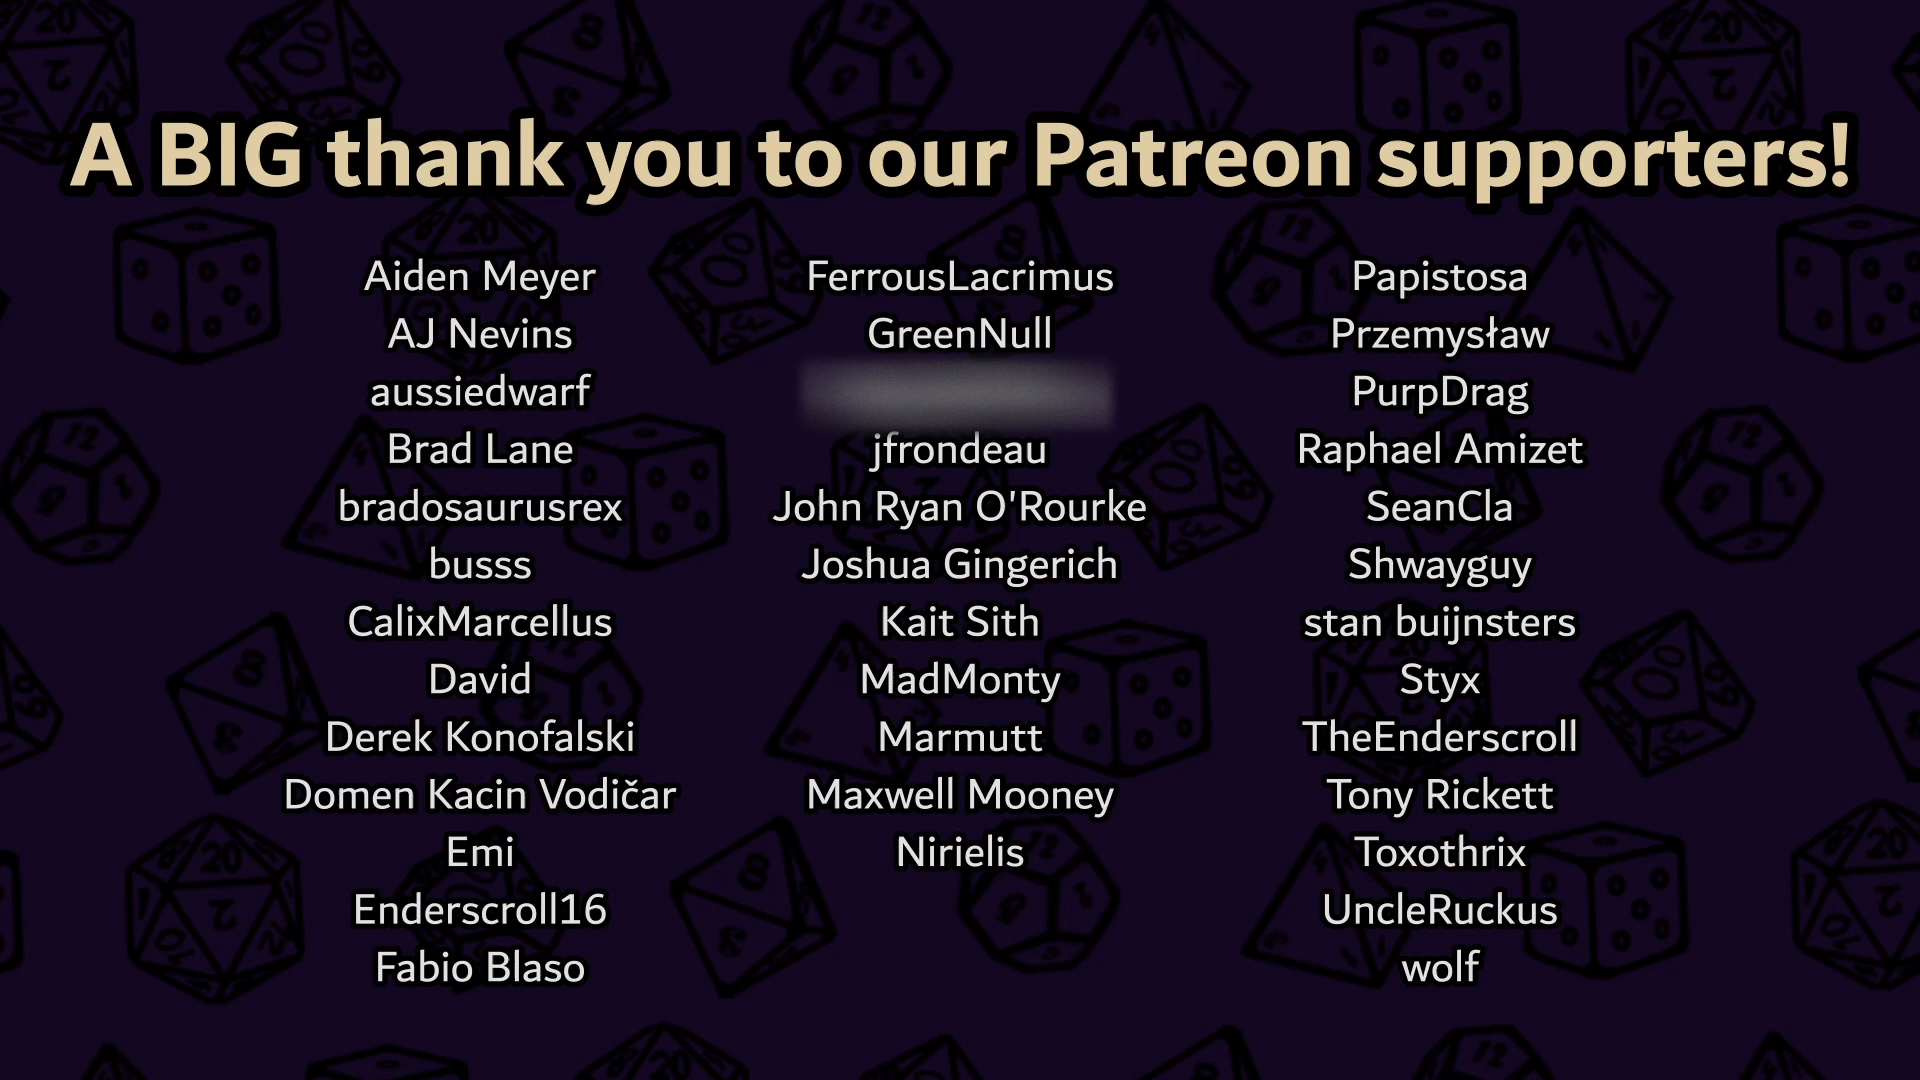 A BIG thank you to our Patreon supporters!
Aiden Meyer
AJ Nevins
aussiedwarf
Brad Lane
bradosaurusrex
busss
CalixMarcellus
David
Derek Konofalski
Domen Kacin Vodičar
Emi
Enderscroll16
Fabio Blaso
FerrousLacrimus
GreenNull
jfrondeau
John Ryan O'Rourke
Joshua Gingerich
Kait Sith
MadMonty
Marmutt
Maxwell Mooney
Nirielis
Papistosa
Przemysław
PurpDrag
Raphael Amizet
SeanCla
Shwayguy
stan buijnsters
Styx
TheEnderscroll
Tony Rickett
Toxothrix
UncleRuckus
wolf